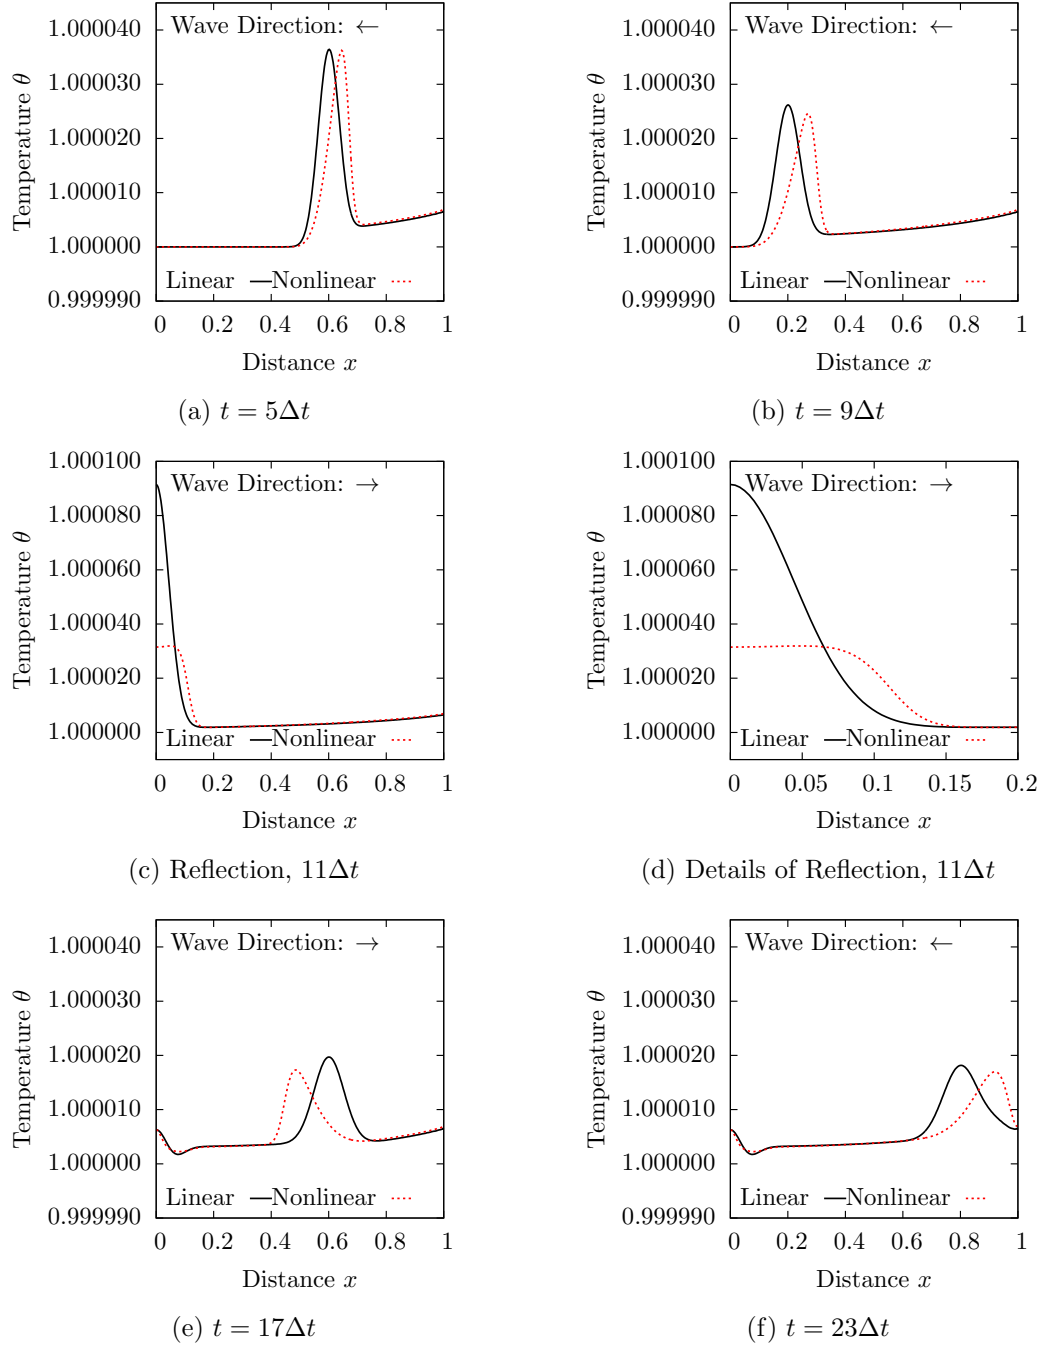 1.000040
1.000030
1.000020
1.000010
1.000000
0.999990
Temperature θ
Wave Direction: ←
Linear
Nonlinear
0 0.2 0.4 0.6 0.8 1
Distance x
(a) t = 5Δt
1.000040
1.000030
1.000020
1.000010
1.000000
0.999990
Temperature θ
Wave Direction: ←
Linear
Nonlinear
0 0.2 0.4 0.6 0.8 1
Distance x
(b) t = 9Δt
1.000100
1.000080
1.000060
1.000040
1.000020
1.000000
Temperature θ
Wave Direction: →
Linear
Nonlinear
0 0.2 0.4 0.6 0.8 1
Distance x
(c) Reflection, 11Δt
1.000100
1.000080
1.000060
1.000040
1.000020
1.000000
Temperature θ
Wave Direction: →
Linear
Nonlinear
0 0.05 0.1 0.15 0.2
Distance x
(d) Details of Reflection, 11Δt
1.000040
1.000030
1.000020
1.000010
1.000000
0.999990
Temperature θ
Wave Direction: →
Linear
Nonlinear
0 0.2 0.4 0.6 0.8 1
Distance x
(e) t = 17Δt
1.000040
1.000030
1.000020
1.000010
1.000000
0.999990
Temperature θ
Wave Direction: ←
Linear
Nonlinear
0 0.2 0.4 0.6 0.8 1
Distance x
(f) t = 23Δt